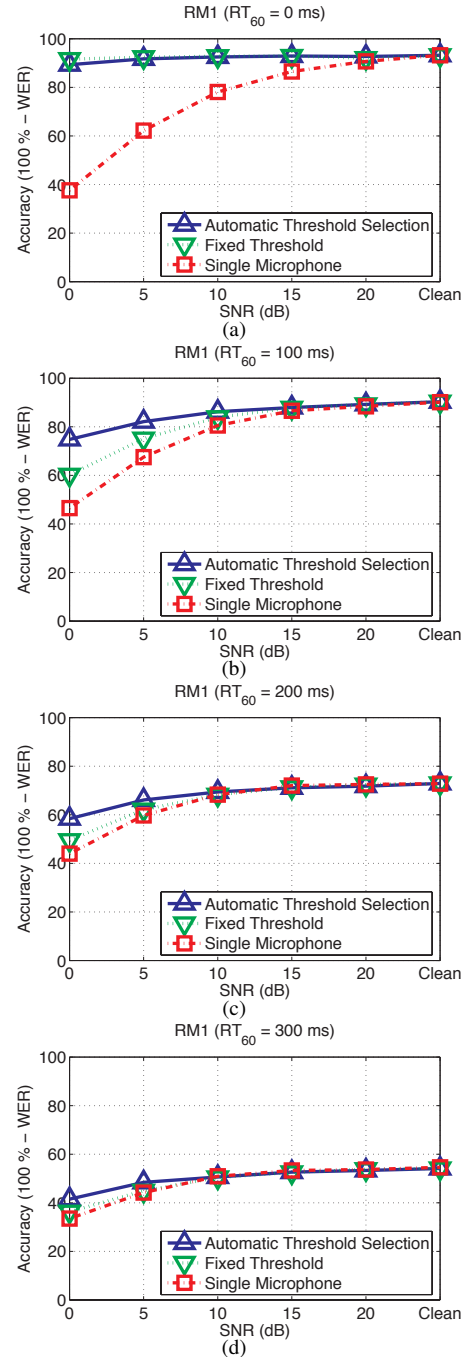 RM1 (RT60 = 0 ms)
Accuracy (100 % − WER)
100
80
60
40
20
0
Automatic Threshold Selection
Fixed Threshold
Single Microphone
0 5 10 15 20 Clean
SNR (dB)
(a)
RM1 (RT60 = 100 ms)
Accuracy (100 % − WER)
100
80
60
40
20
0
Automatic Threshold Selection
Fixed Threshold
Single Microphone
0 5 10 15 20 Clean
SNR (dB)
(b)
RM1 (RT60 = 200 ms)
Accuracy (100 % − WER)
100
80
60
40
20
0
Automatic Threshold Selection
Fixed Threshold
Single Microphone
0 5 10 15 20 Clean
SNR (dB)
(c)
RM1 (RT60 = 300 ms)
Accuracy (100 % − WER)
100
80
60
40
20
0
Automatic Threshold Selection
Fixed Threshold
Single Microphone
0 5 10 15 20 Clean
SNR (dB)
(d)